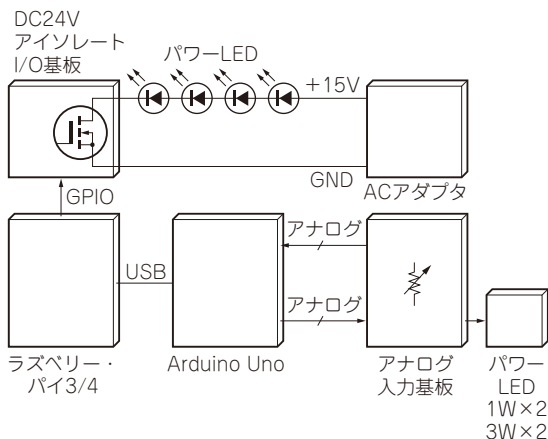 DC24V
アイソレート
I/O基板
パワーLED
＋15V
GND
ACアダプタ
GPIO
アナログ
USB
アナログ
ラズベリー・
パイ3/4
Arduino Uno
アナログ
入力基板
パワー
LED
1W×2
3W×2